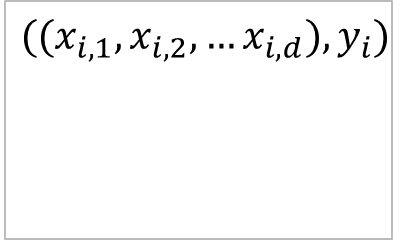 ((x_{i,1}, x_{i,2}, … x_{i,d}), y_i)